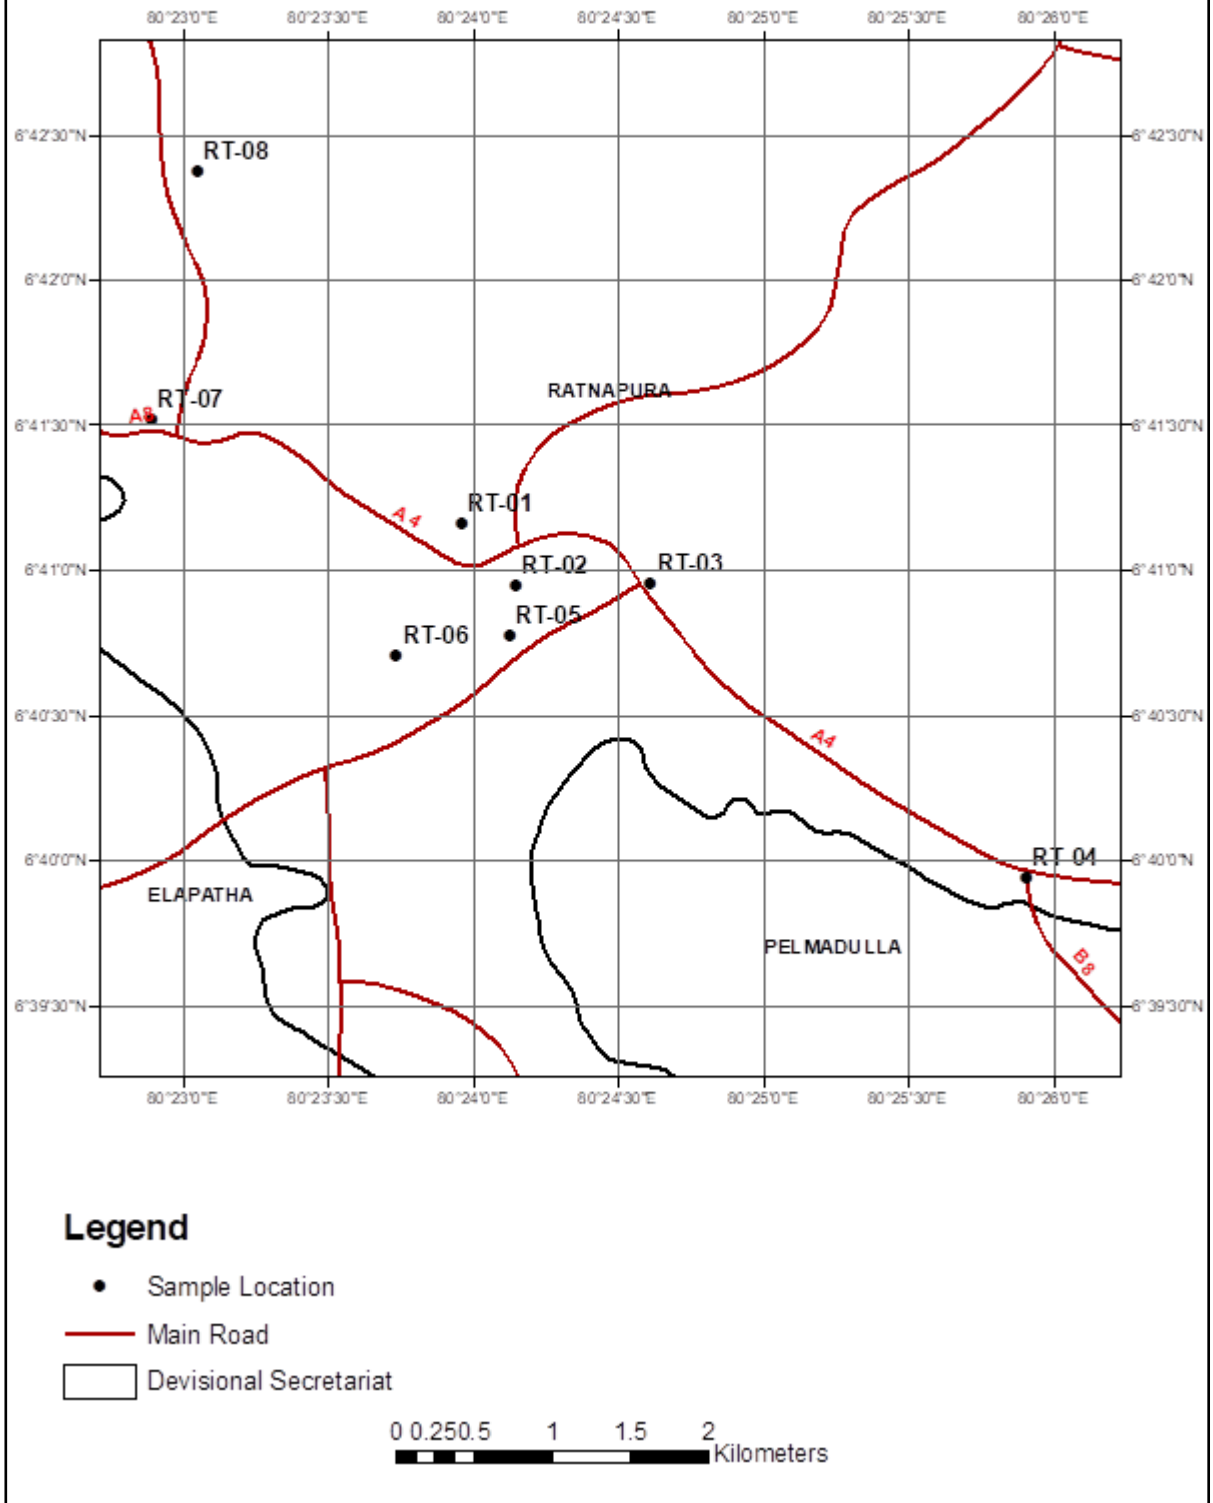 80°23'0"E 80°23'30"E 80°24'0"E 80°24'30"E 80°25'0"E 80°25'30"E 80°26'0"E
6°42'30"N 6°42'30"N
RT-08
6°42'0"N 6°42'0"N
RATNAPURA
RT-07
A8
6°41'30"N 6°41'30"N
RT-01
A 4
6°41'0"N 6°41'0"N
RT-02 RT-03
RT-05
RT-06
6°40'30"N 6°40'30"N
A4
6°40'0"N 6°40'0"N
RT-04
ELAPATHA
PELMADULLA
B 8
6°39'30"N 6°39'30"N
80°23'0"E 80°23'30"E 80°24'0"E 80°24'30"E 80°25'0"E 80°25'30"E 80°26'0"E
Legend
Sample Location
Main Road
Devisional Secretariat
0 0.250.5 1 1.5 2
Kilometers